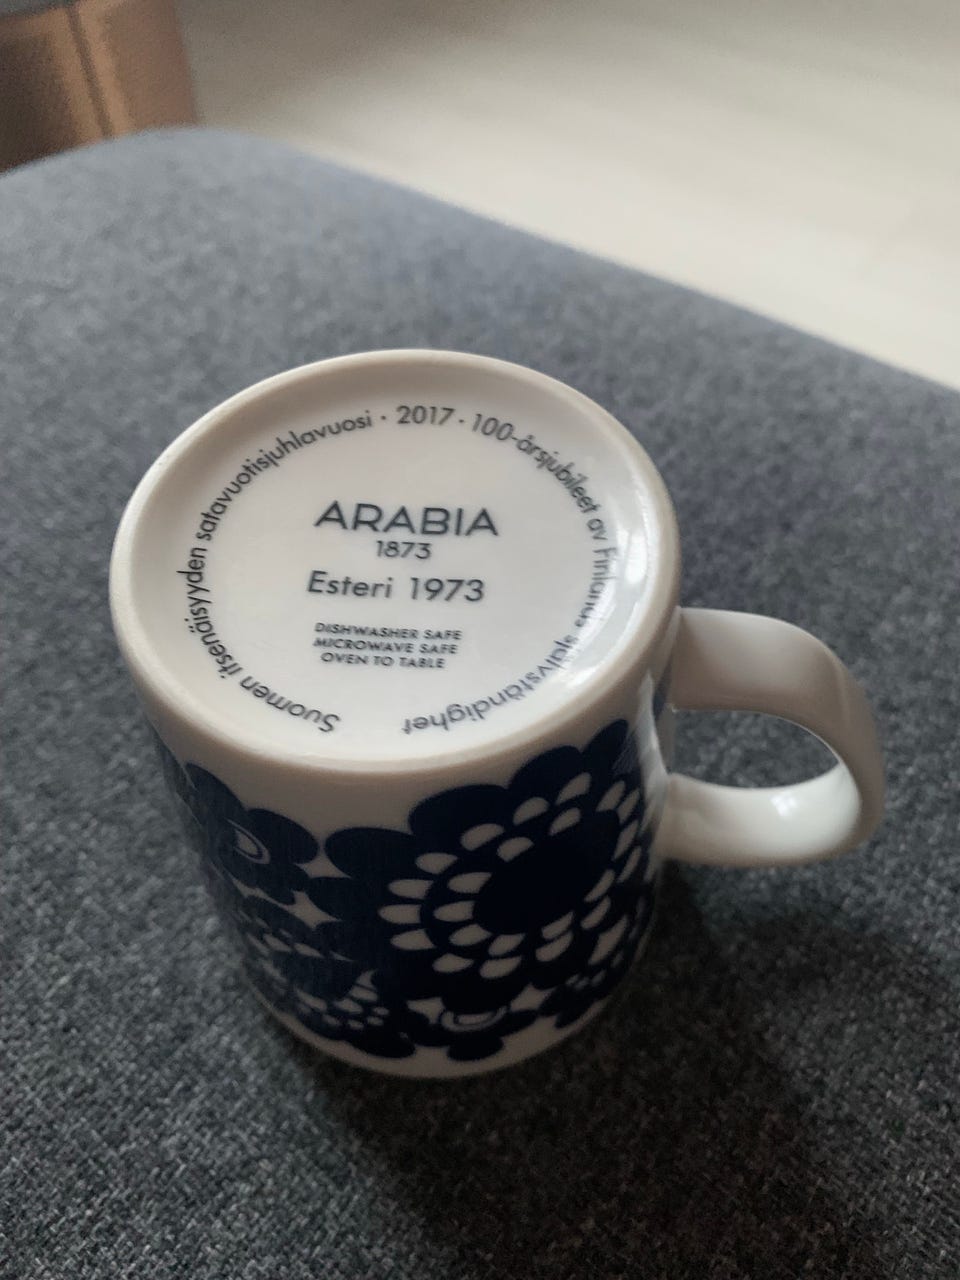 Suomen itsenäisyyden satavuotisjuhlavuosi · 2017 · 100-årsjubileet av Finlands självständighet
ARABIA
1873
Esteri 1973
DISHWASHER SAFE
MICROWAVE SAFE
OVEN TO TABLE